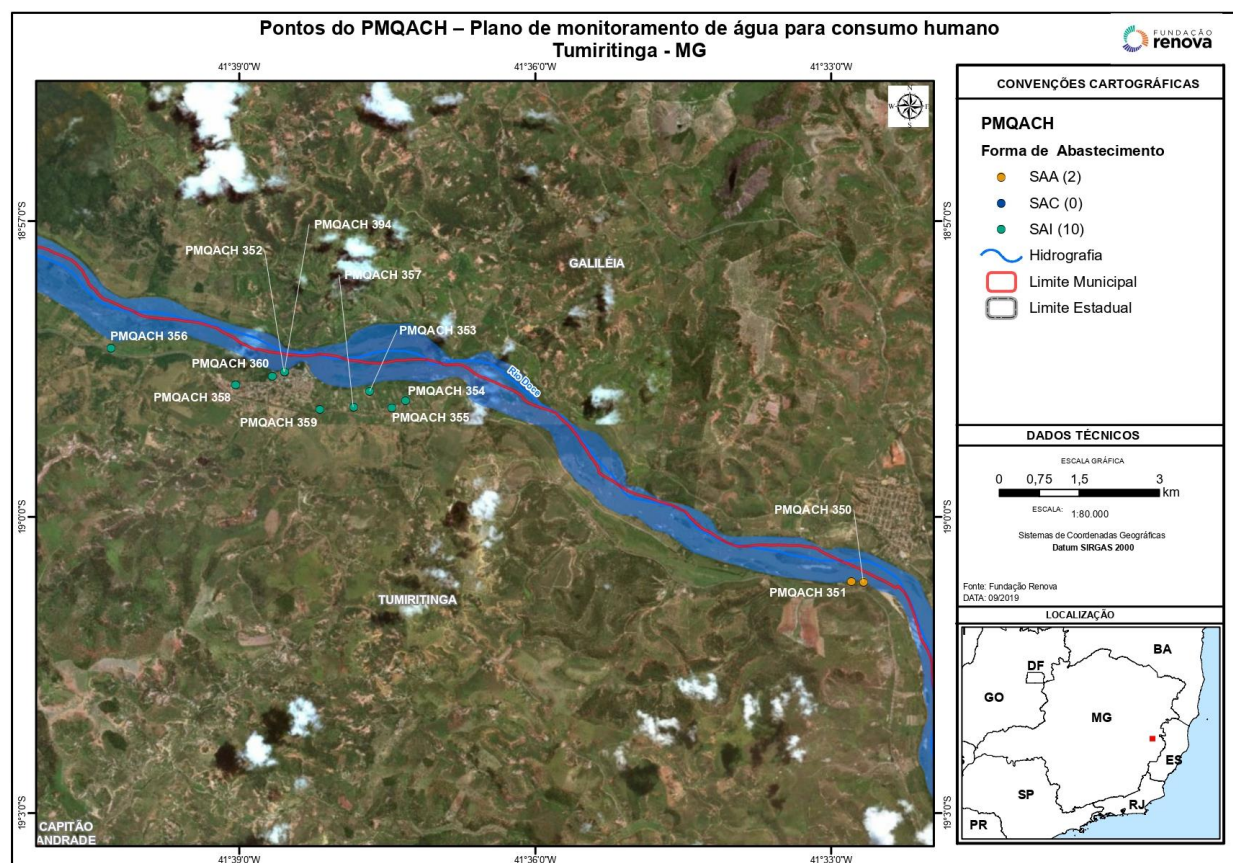 Pontos do PMQACH – Plano de monitoramento de água para consumo humano
Tumiritinga - MG
FUNDAÇÃO
renova
41°39'0"W
41°36'0"W
41°33'0"W
18°57'0"S
19°0'0"S
19°3'0"S
18°57'0"S
19°0'0"S
19°3'0"S
N
W
E
S
PMQACH 394
PMQACH 352
PMQACH 357
GALILÉIA
PMQACH 353
PMQACH 356
PMQACH 360
Rio Doce
PMQACH 358
PMQACH 354
PMQACH 359
PMQACH 355
PMQACH 350
PMQACH 351
TUMIRITINGA
CAPITÃO
ANDRADE
41°39'0"W
41°36'0"W
41°33'0"W
CONVENÇÕES CARTOGRÁFICAS
PMQACH
Forma de Abastecimento
SAA (2)
SAC (0)
SAI (10)
Hidrografia
Limite Municipal
Limite Estadual
DADOS TÉCNICOS
ESCALA GRÁFICA
0 0,75 1,5 3
km
ESCALA: 1:80.000
Sistemas de Coordenadas Geográficas
Datum SIRGAS 2000
Fonte: Fundação Renova
DATA: 09/2019
LOCALIZAÇÃO
BA
DF
GO
MG
ES
SP
RJ
PR